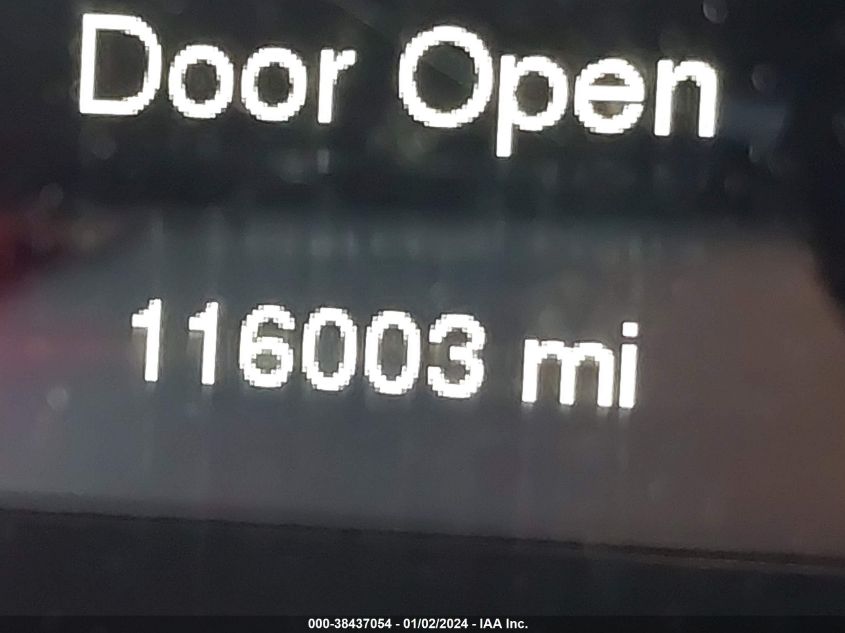 Door Open
116003 mi
000-38437054 - 01/02/2024 - IAA Inc.